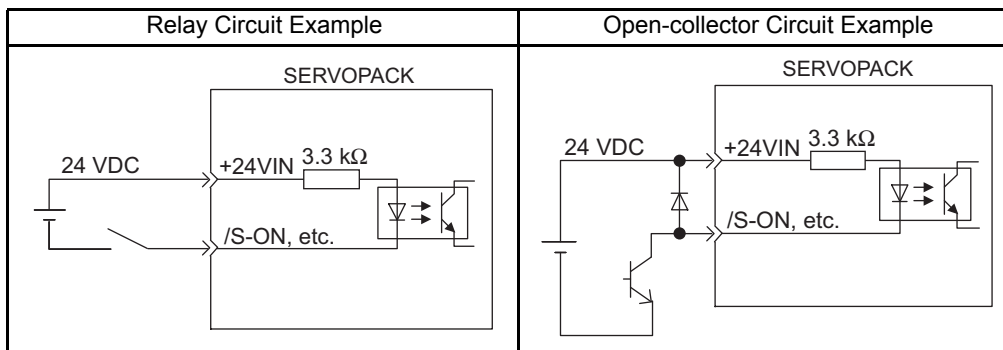 Relay Circuit Example
Open-collector Circuit Example
SERVOPACK
24 VDC
+24VIN
3.3 kΩ
/S-ON, etc.
SERVOPACK
24 VDC
+24VIN
3.3 kΩ
/S-ON, etc.